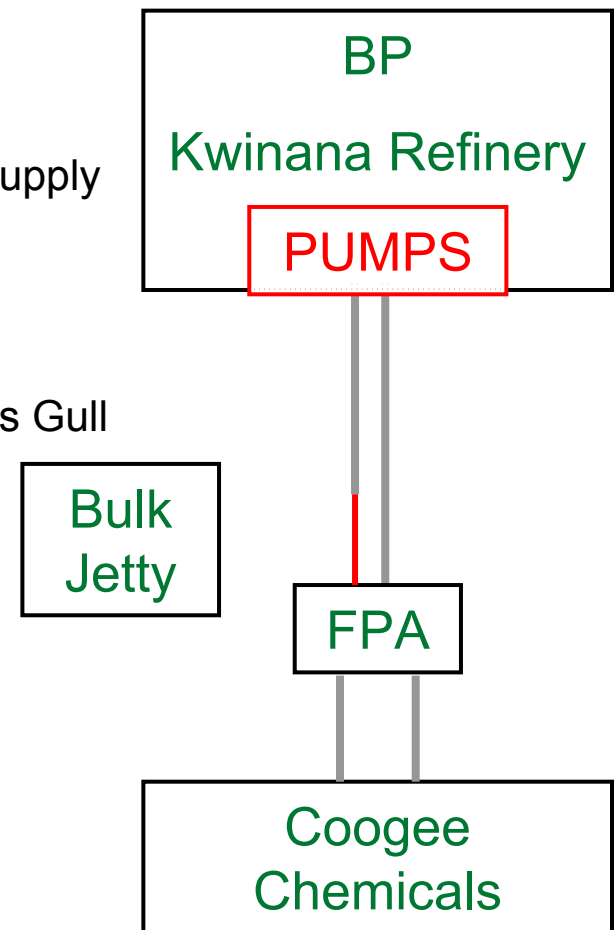 BP
Kwinana Refinery
upply
PUMPS
s Gull
Bulk
Jetty
FPA
Coogee
Chemicals